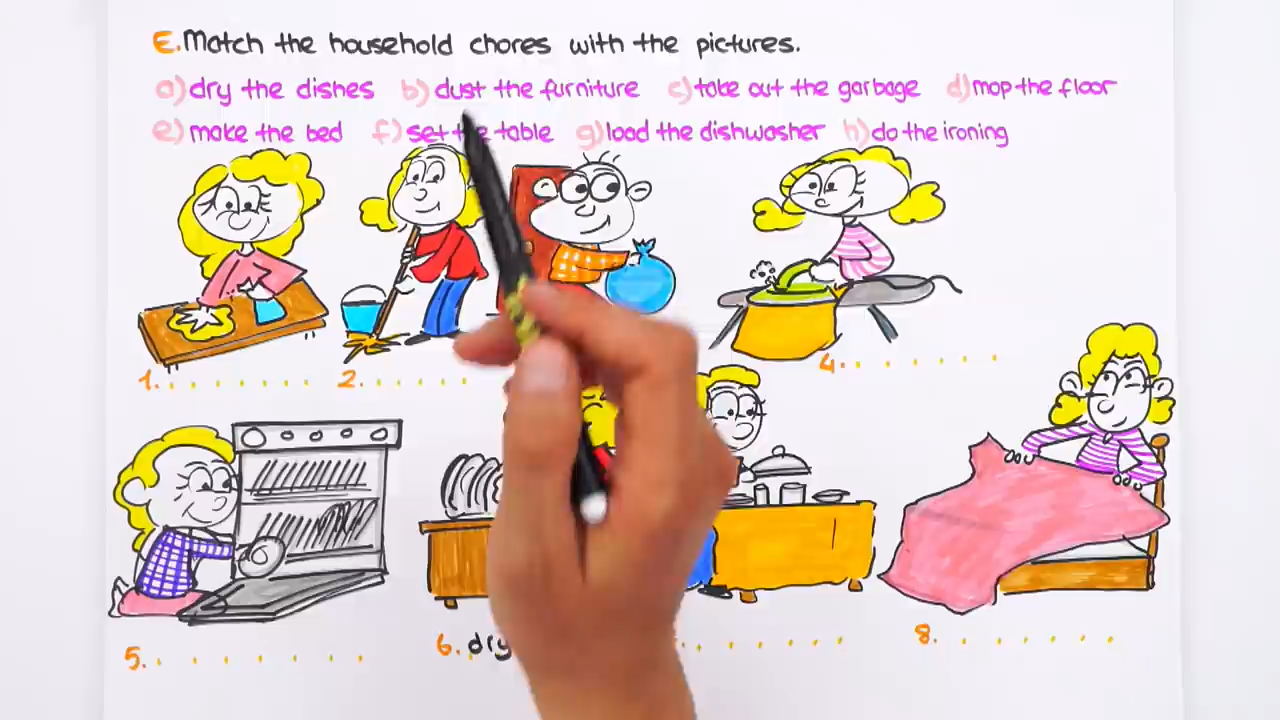 E. Match the household chores with the pictures.
a) dry the dishes b) dust the furniture c) take out the garbage d) mop the floor
e) make the bed f) set the table g) load the dishwasher h) do the ironing
1. . . . . . . . 2. . . . . . .
4. . . . . . . .
5. . . . . . . . 6. dry . . . . . 8. . . . . . . .